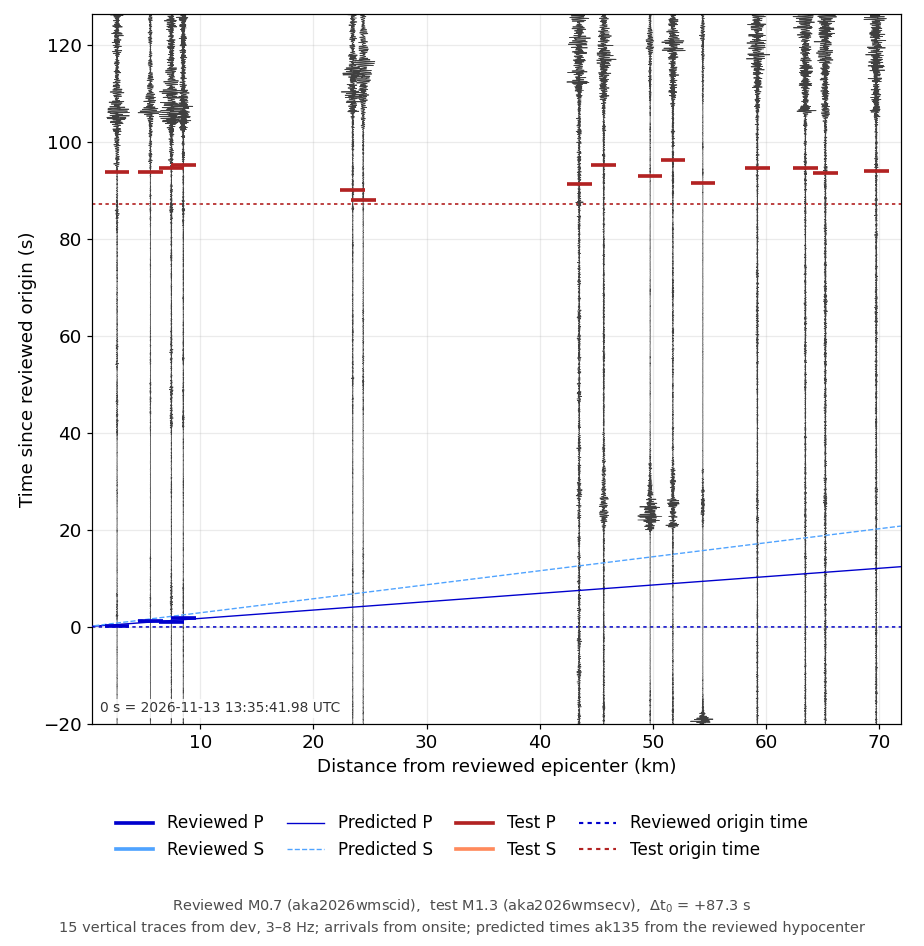 120
100
80
60
40
20
0
−20
Time since reviewed origin (s)
0 s = 2026-11-13 13:35:41.98 UTC
10 20 30 40 50 60 70
Distance from reviewed epicenter (km)
Reviewed P Predicted P Test P Reviewed origin time
Reviewed S Predicted S Test S Test origin time
Reviewed M0.7 (aka2026wmscid), test M1.3 (aka2026wmsecv), Δt₀ = +87.3 s
15 vertical traces from dev, 3–8 Hz; arrivals from onsite; predicted times ak135 from the reviewed hypocenter